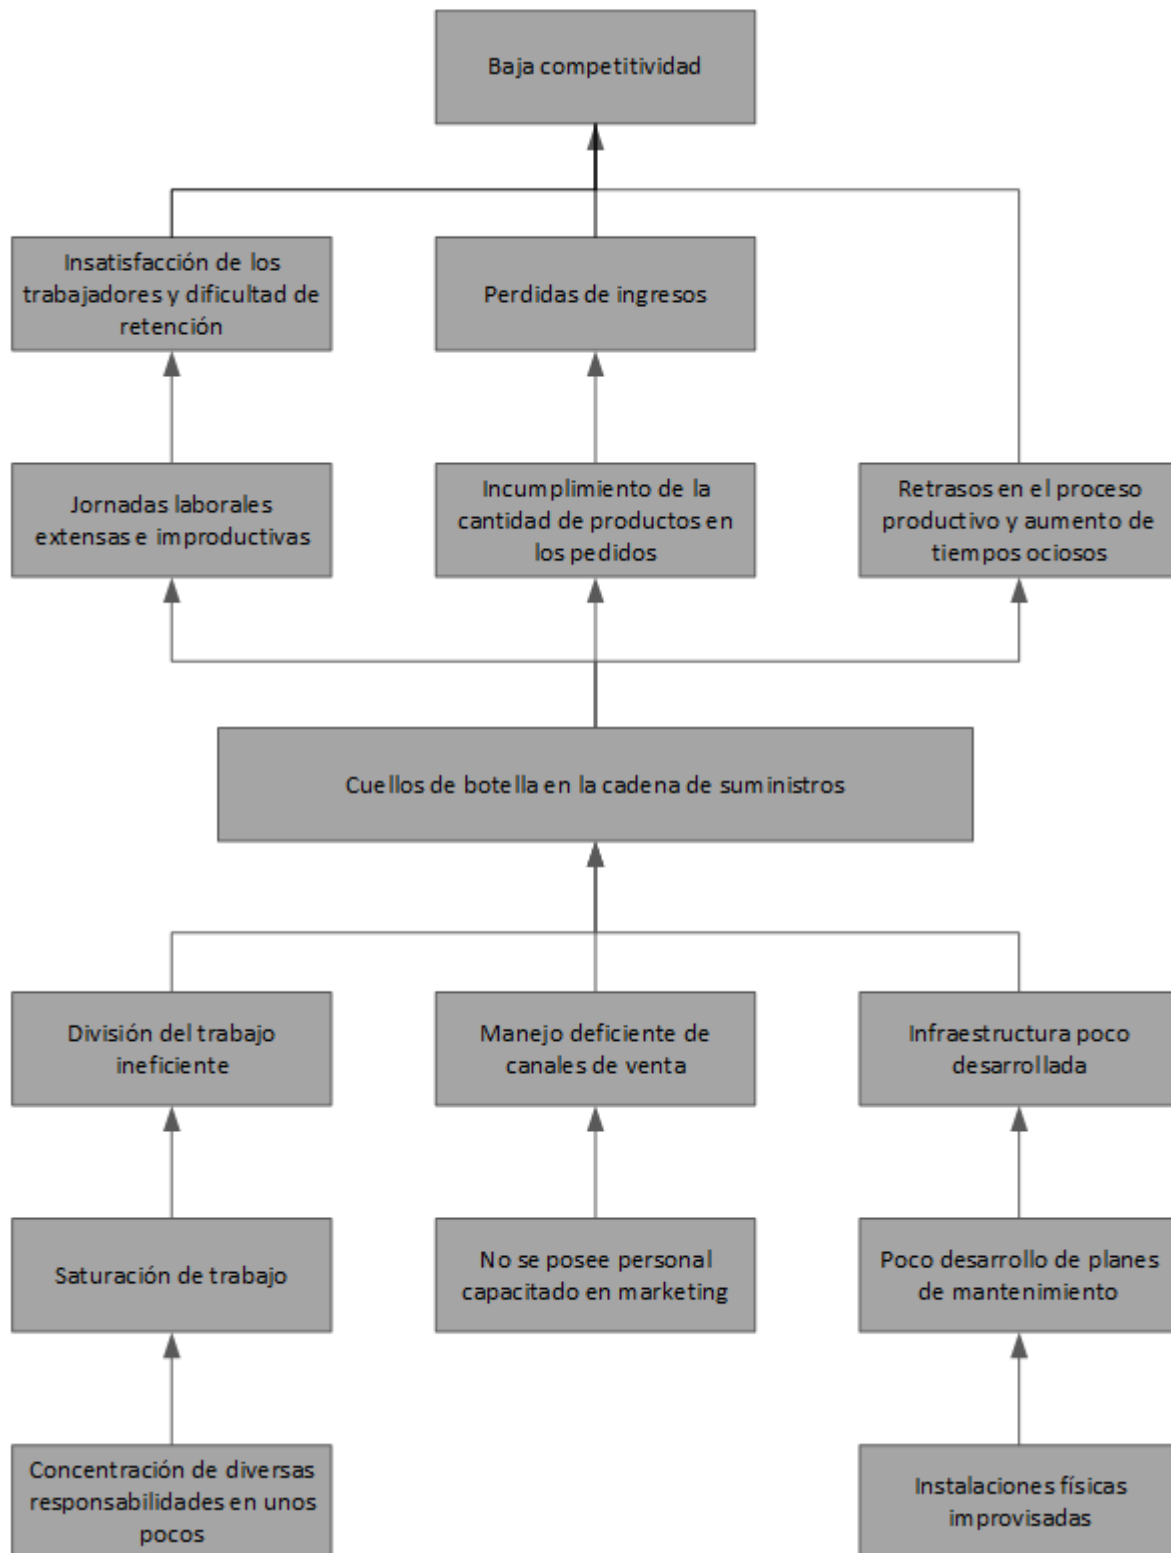 Baja competitividad
Insatisfacción de los
trabajadores y dificultad de
retención
Perdidas de ingresos
Jornadas laborales
extensas e improductivas
Incumplimiento de la
cantidad de productos en
los pedidos
Retrasos en el proceso
productivo y aumento de
tiempos ociosos
Cuellos de botella en la cadena de suministros
División del trabajo
ineficiente
Manejo deficiente de
canales de venta
Infraestructura poco
desarrollada
Saturación de trabajo
No se posee personal
capacitado en marketing
Poco desarrollo de planes
de mantenimiento
Concentración de diversas
responsabilidades en unos
pocos
Instalaciones físicas
improvisadas